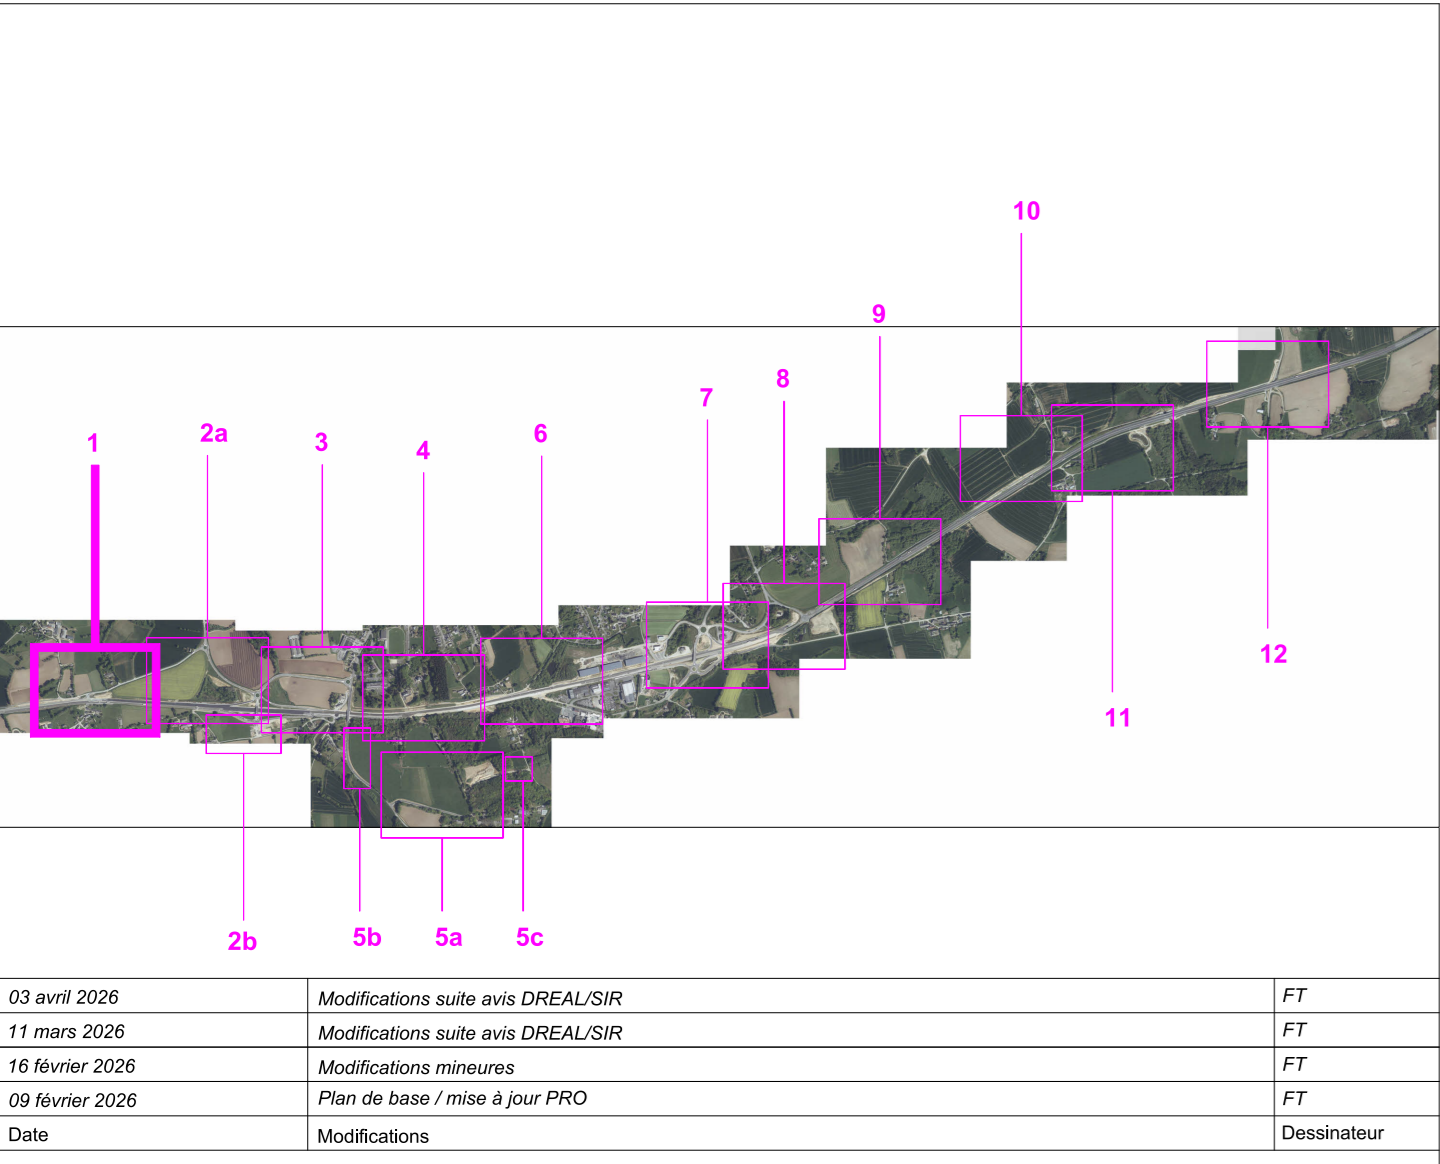 10
9
8
7
1
2a
3
4
6
12
11
2b
5b
5a
5c
03 avril 2026 Modifications suite avis DREAL/SIR FT
11 mars 2026 Modifications suite avis DREAL/SIR FT
16 février 2026 Modifications mineures FT
09 février 2026 Plan de base / mise à jour PRO FT
Date Modifications Dessinateur